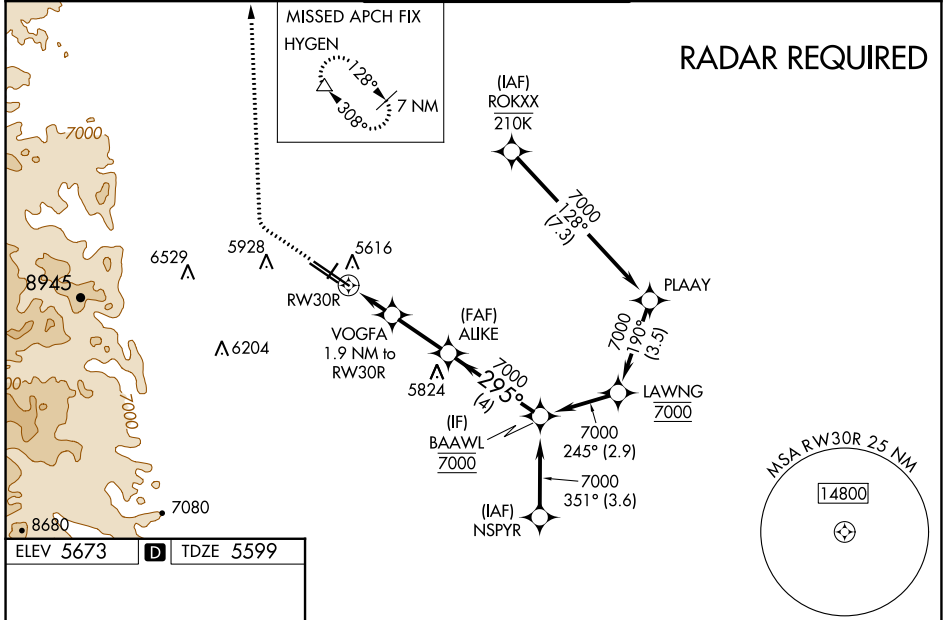 MISSED APCH FIX
HYGEN
128°
308°
7 NM
RADAR REQUIRED
(IAF)
ROKXX
210K
7000
128°
(7.3)
PLAAY
7000
190°
(3.5)
LAWNG
7000
7000
245° (2.9)
7000
351° (3.6)
(IAF)
NSPYR
(IF)
BAAWL
7000
7000
295°
(4)
(FAF)
ALIKE
5824
VOGFA
1.9 NM to
RW30R
RW30R
5616
5928
6529
6204
7000
8945
7000
7080
8680
MSA RW30R 25 NM
14800
ELEV 5673
D
TDZE 5599